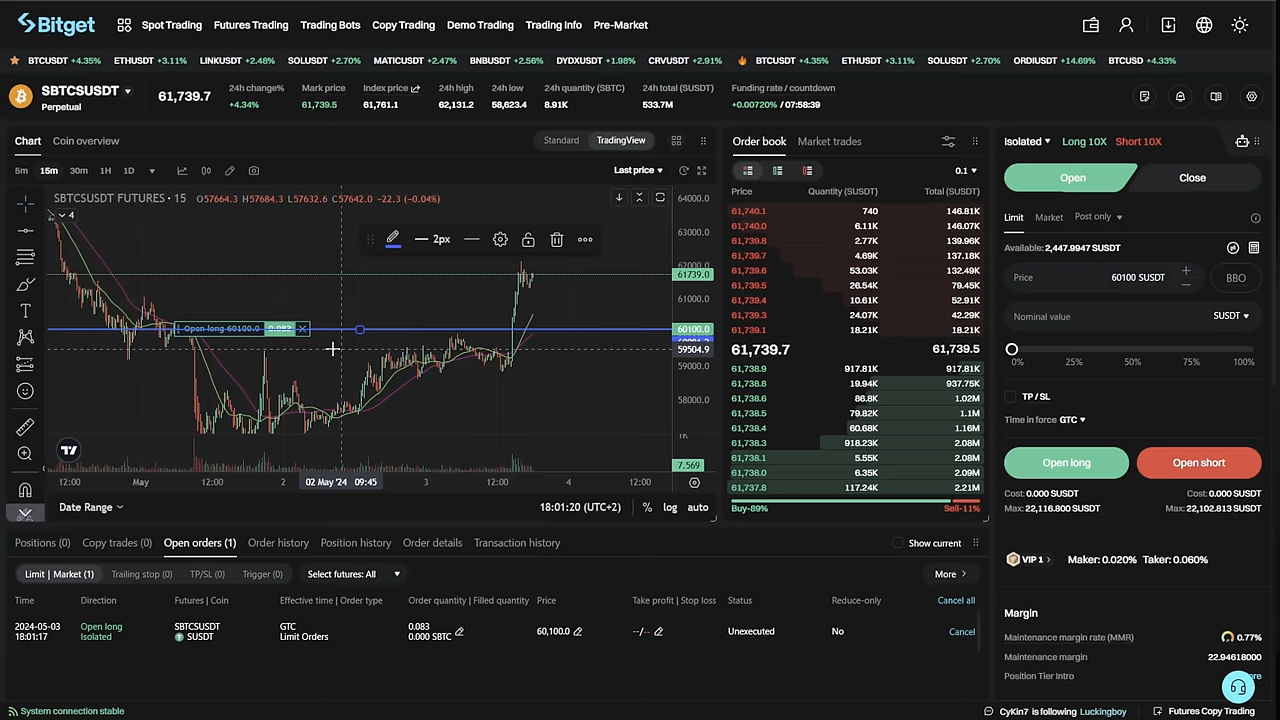 Bitget Spot Trading Futures Trading Trading Bots Copy Trading Demo Trading Trading Info Pre-Market
BTCUSDT +4.35% ETHUSDT +3.11% LINKUSDT +2.48% SOLUSDT +2.70% MATICUSDT +2.47% BNBUSDT +2.56% DYDXUSDT +1.98% CRVUSDT +2.91% BTCUSDT +4.35% ETHUSDT +3.11% SOLUSDT +2.70% ORDIUSDT +14.69% BTCUSD +4.33%
SBTCSUSDT
Perpetual
61,739.7
24h change% Mark price Index price 24h high 24h low 24h quantity (SBTC) 24h total (SUSDT) Funding rate / countdown
+4.34% 61,739.5 61,761.1 62,131.2 58,623.4 8.91K 533.7M +0.00720% / 07:58:39
Chart Coin overview Standard TradingView
5m 15m 30m 1H 1D Last price
SBTCSUSDT FUTURES • 15 O57664.3 H57684.3 L57632.6 C57642.0 -22.3 (-0.04%)
4
2px
64000.0
63000.0
62000.0
61739.0
61000.0
60100.0
59504.9
59000.0
58000.0
1K
7.569
Open long 60100.0 0.083
12:00 May 12:00 2 02 May '24 09:45 3 12:00 4 12:00
Date Range 18:01:20 (UTC+2) % log auto
Order book Market trades
0.1
Price Quantity (SUSDT) Total (SUSDT)
61,740.1 740 146.81K
61,740.0 6.11K 146.07K
61,739.8 2.77K 139.96K
61,739.7 4.69K 137.18K
61,739.6 53.03K 132.49K
61,739.5 26.54K 79.45K
61,739.4 10.61K 52.91K
61,739.3 24.07K 42.29K
61,739.1 18.21K 18.21K
61,739.7 61,739.5
61,738.9 917.81K 917.81K
61,738.8 19.94K 937.75K
61,738.6 86.8K 1.02M
61,738.5 79.82K 1.1M
61,738.4 60.68K 1.16M
61,738.3 918.23K 2.08M
61,738.1 5.55K 2.08M
61,738.0 6.35K 2.09M
61,737.8 117.24K 2.21M
Buy-89% Sell-11%
Isolated Long 10X Short 10X
Open Close
Limit Market Post only
Available: 2,447.9947 SUSDT
Price 60100 SUSDT BBO
Nominal value SUSDT
0% 25% 50% 75% 100%
TP / SL
Time in force GTC
Open long Open short
Cost: 0.000 SUSDT Cost: 0.000 SUSDT
Max: 22,116.800 SUSDT Max: 22,102.813 SUSDT
VIP 1 Maker: 0.020% Taker: 0.060%
Margin
Maintenance margin rate (MMR) 0.77%
Maintenance margin 22.94618000
Position Tier Intro
Positions (0) Copy trades (0) Open orders (1) Order history Position history Order details Transaction history Show current
Limit | Market (1) Trailing stop (0) TP/SL (0) Trigger (0) Select futures: All More
Time Direction Futures | Coin Effective time | Order type Order quantity | Filled quantity Price Take profit | Stop loss Status Reduce-only Cancel all
2024-05-03 Open long SBTCSUSDT GTC 0.083 60,100.0 --/-- Unexecuted No Cancel
18:01:17 Isolated SUSDT Limit Orders 0.000 SBTC
System connection stable CyKin7 is following Luckingboy Futures Copy Trading